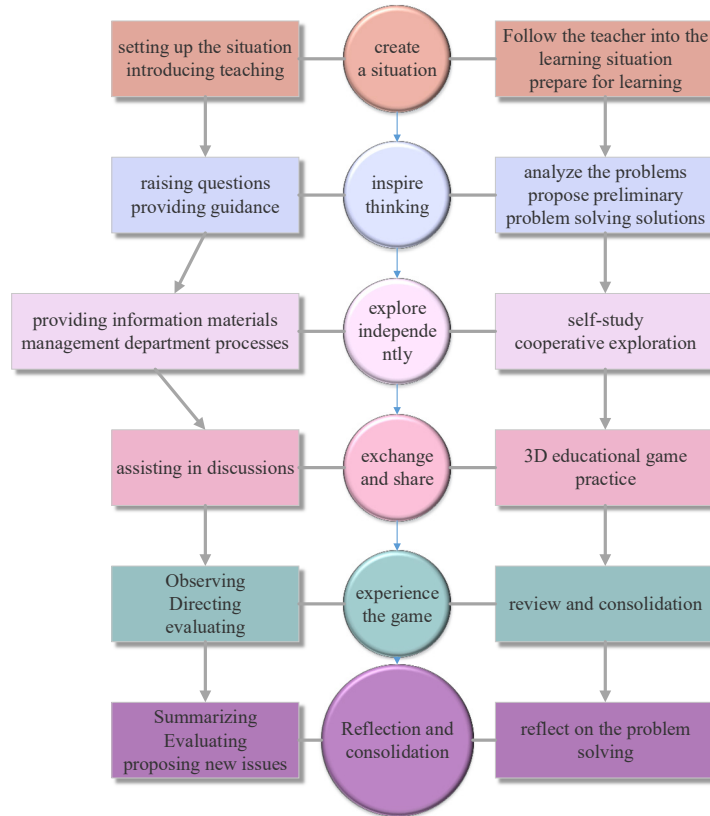 setting up the situation
introducing teaching
create
a situation
Follow the teacher into the
learning situation
prepare for learning
raising questions
providing guidance
inspire
thinking
analyze the problems
propose preliminary
problem solving solutions
providing information materials
management department processes
explore
independe
ntly
self-study
cooperative exploration
assisting in discussions
exchange
and share
3D educational game
practice
Observing
Directing
evaluating
experience
the game
review and consolidation
Summarizing
Evaluating
proposing new issues
Reflection and
consolidation
reflect on the problem
solving